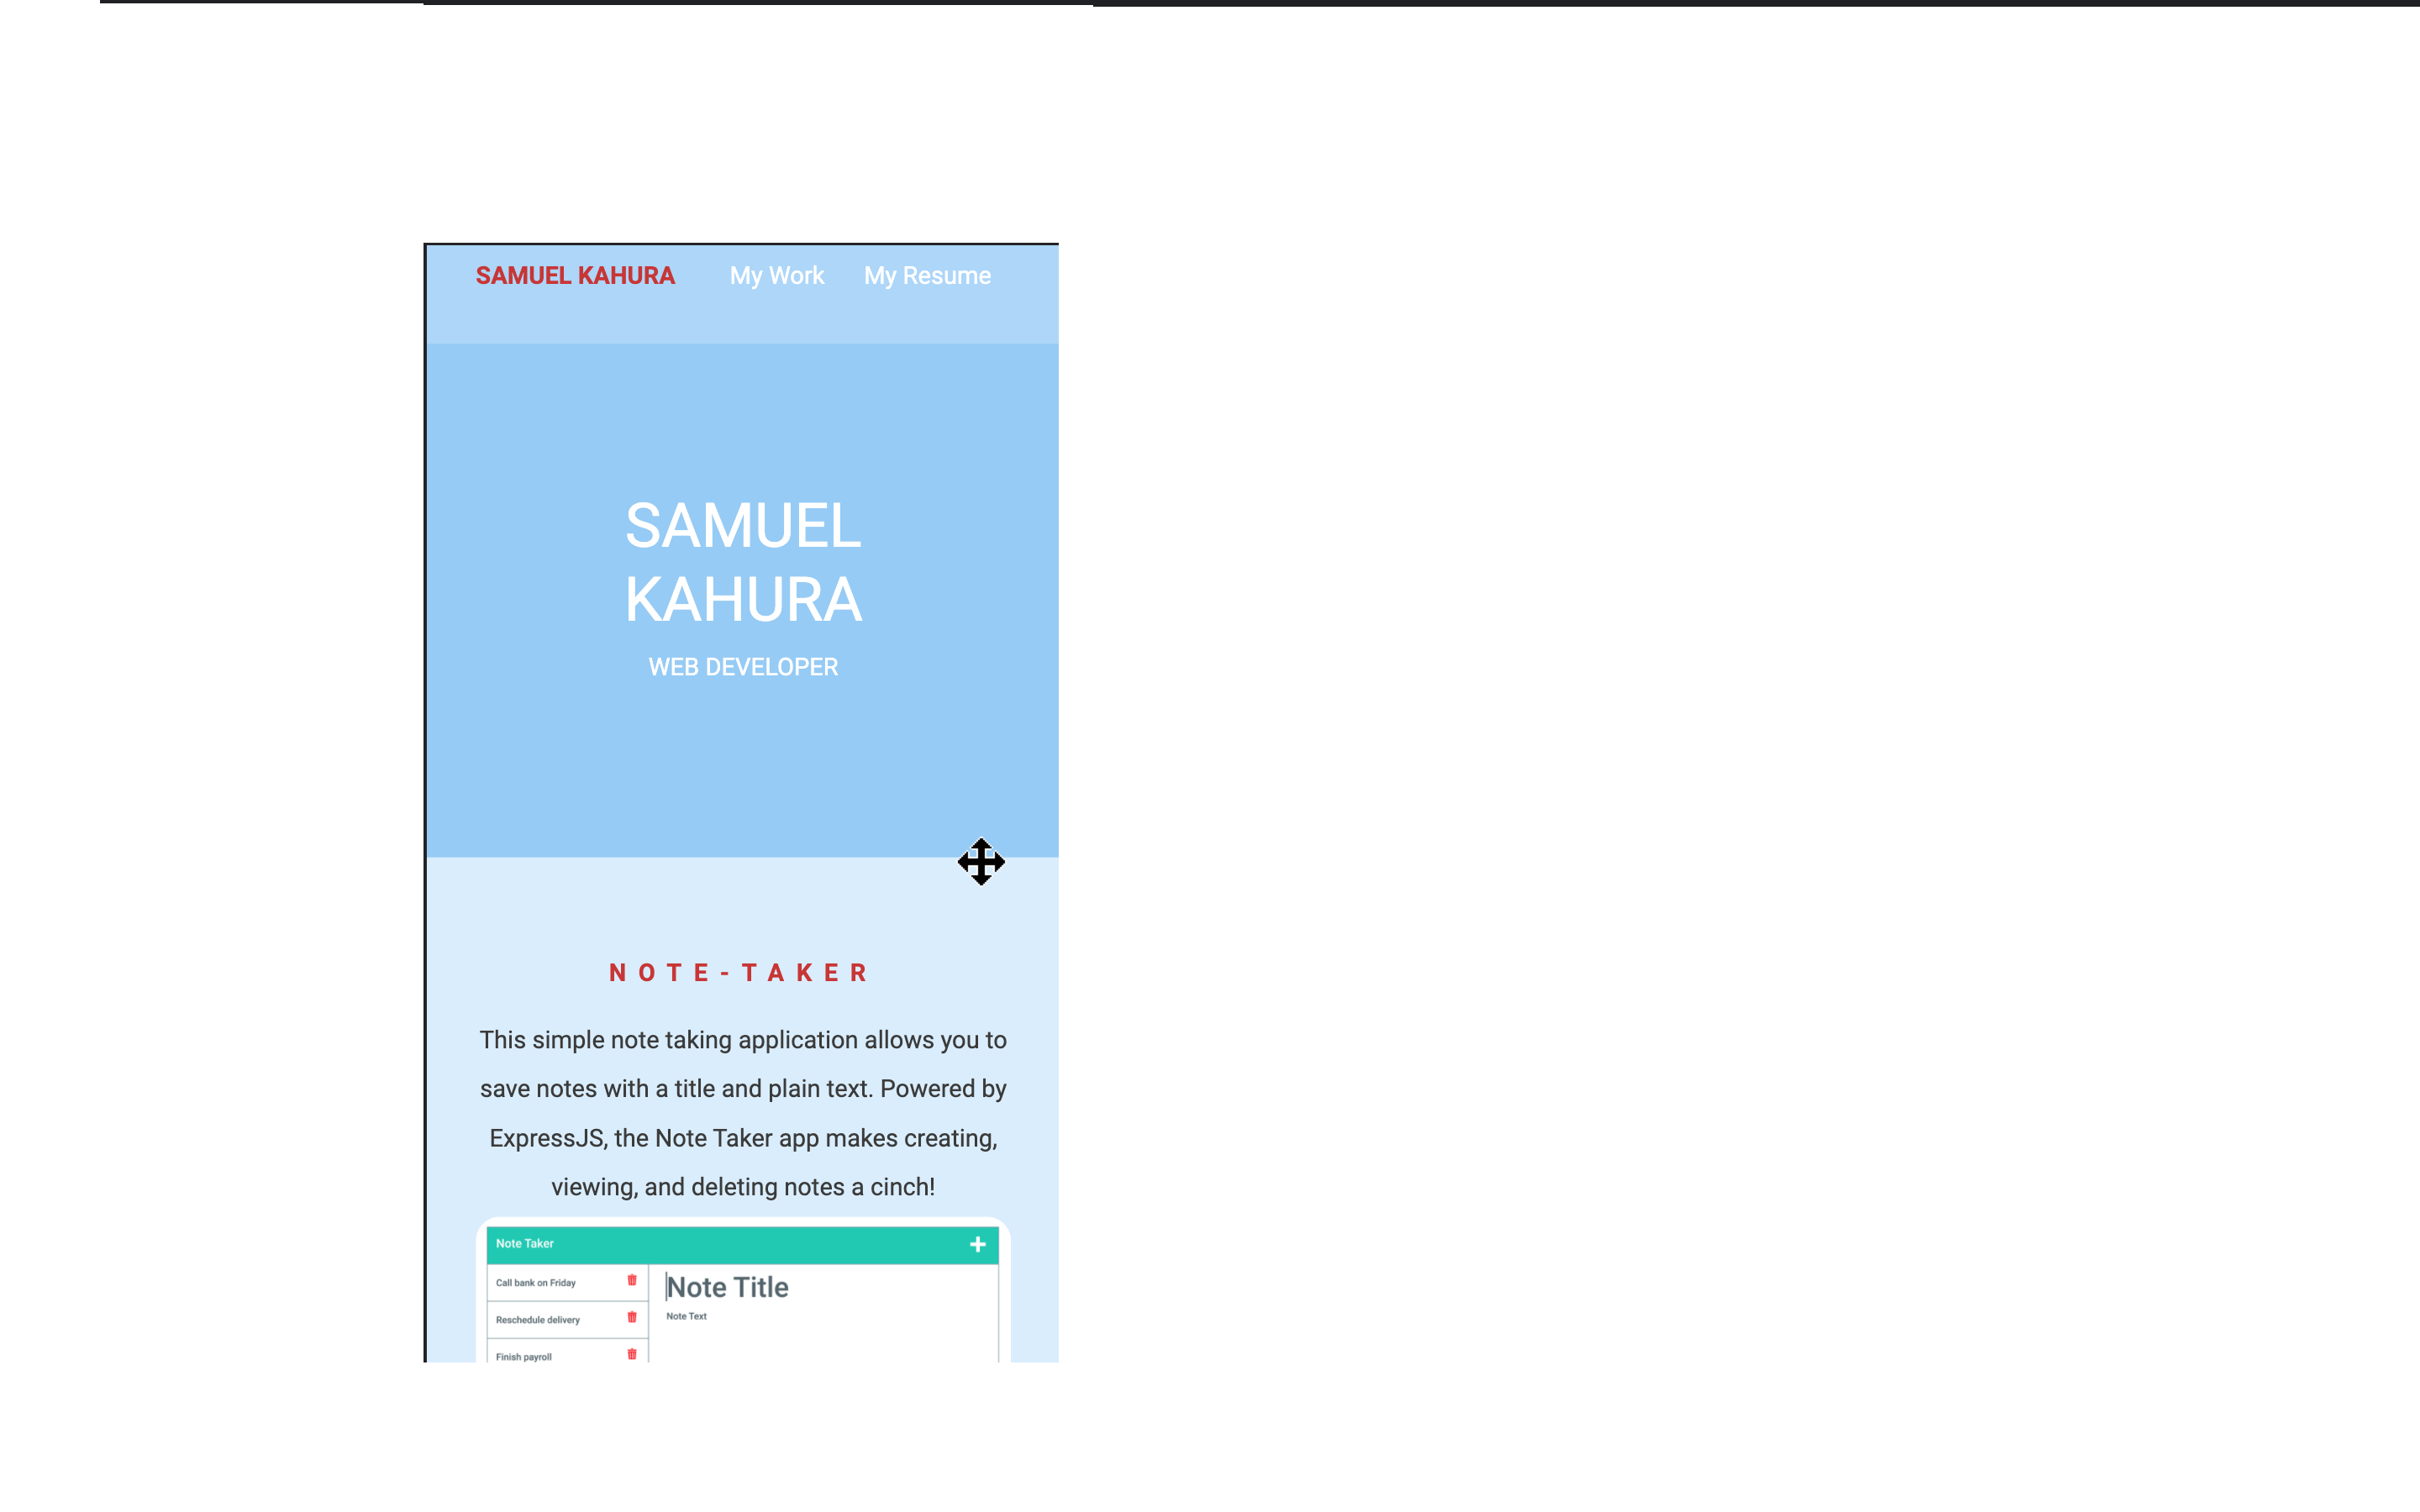 SAMUEL KAHURA My Work My Resume
SAMUEL
KAHURA
WEB DEVELOPER
NOTE-TAKER
This simple note taking application allows you to
save notes with a title and plain text. Powered by
ExpressJS, the Note Taker app makes creating,
viewing, and deleting notes a cinch!
Note Taker
Call bank on Friday
Reschedule delivery
Finish payroll
Note Title
Note Text